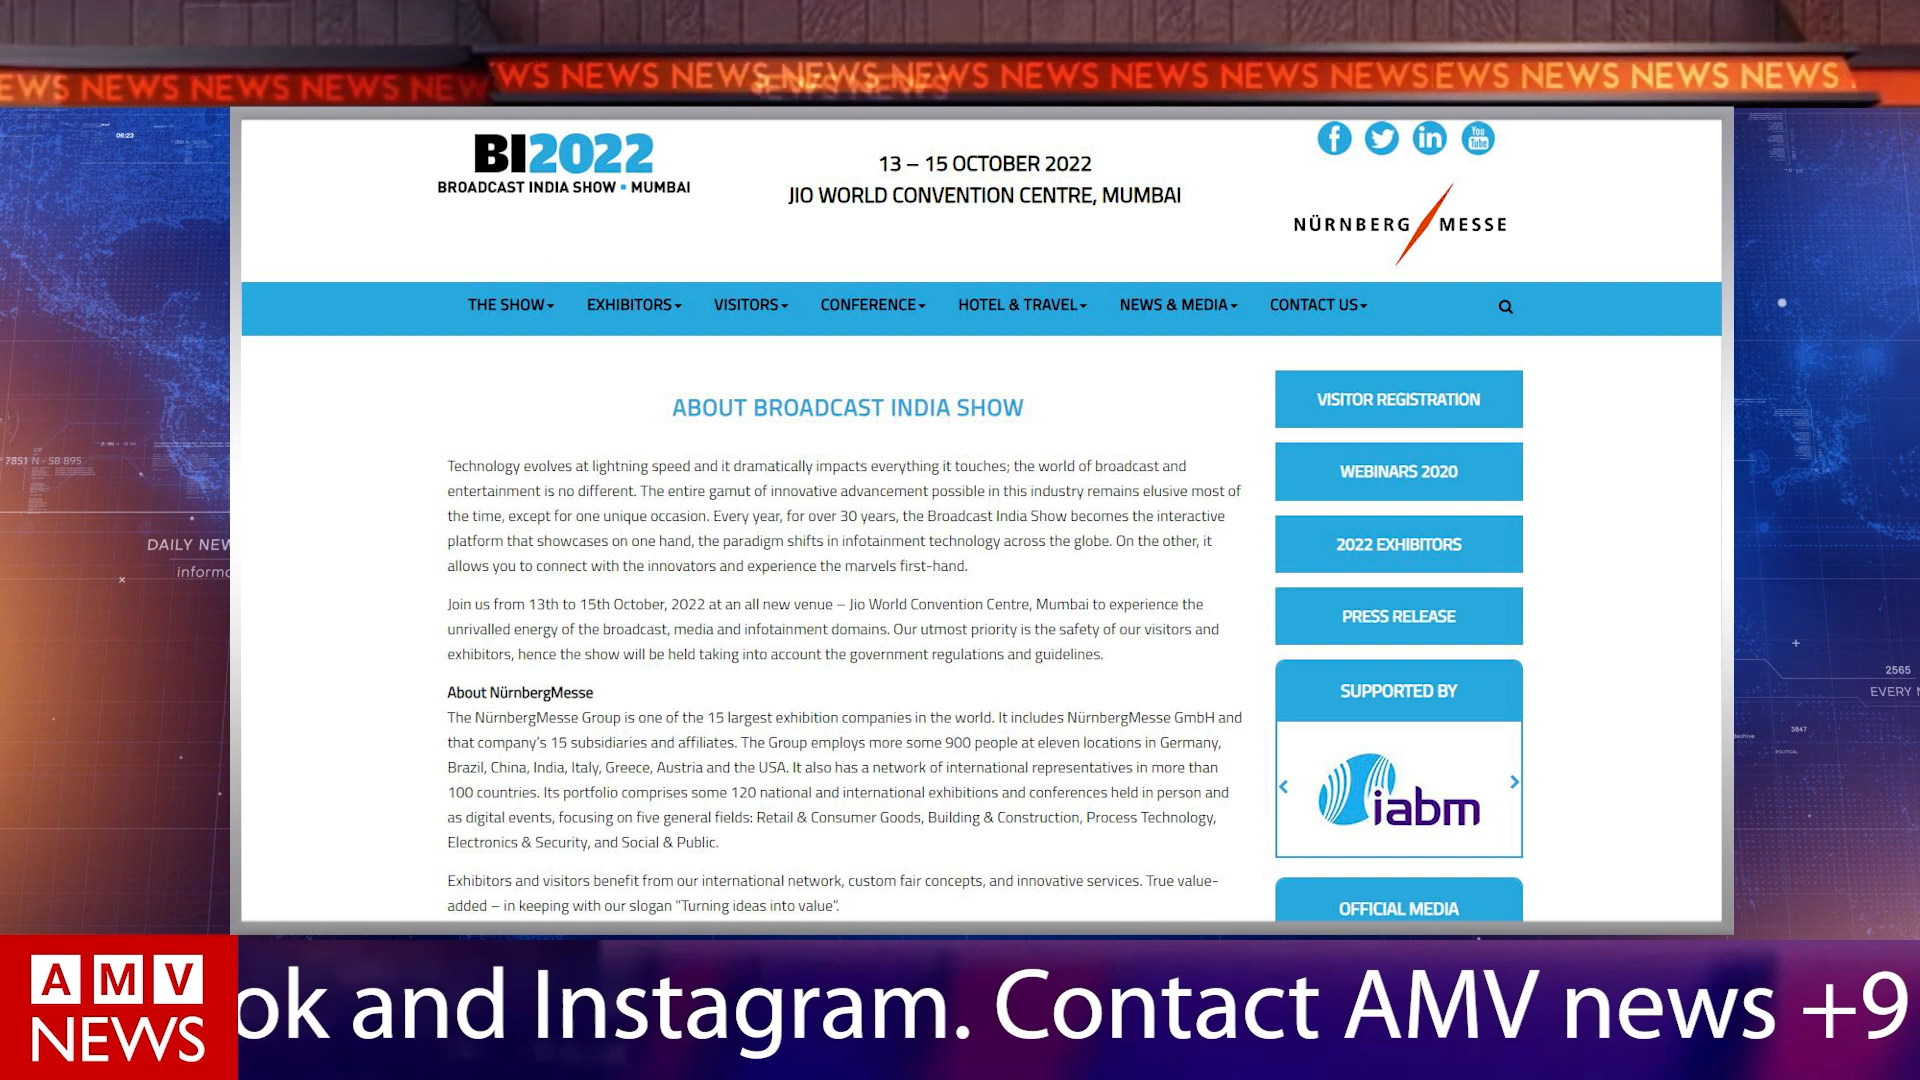 EWS NEWS NEWS NEWS NEWS
WS NEWS NEWS NEWS NEWS NEWS NEWS NEWS NEWS EWS NEWS NEWS NEWS
06:23
BI2022
BROADCAST INDIA SHOW ▪ MUMBAI
13 – 15 OCTOBER 2022
JIO WORLD CONVENTION CENTRE, MUMBAI
You
Tube
NÜRNBERG MESSE
THE SHOW EXHIBITORS VISITORS CONFERENCE HOTEL & TRAVEL NEWS & MEDIA CONTACT US
ABOUT BROADCAST INDIA SHOW
Technology evolves at lightning speed and it dramatically impacts everything it touches; the world of broadcast and
entertainment is no different. The entire gamut of innovative advancement possible in this industry remains elusive most of
the time, except for one unique occasion. Every year, for over 30 years, the Broadcast India Show becomes the interactive
platform that showcases on one hand, the paradigm shifts in infotainment technology across the globe. On the other, it
allows you to connect with the innovators and experience the marvels first-hand.
Join us from 13th to 15th October, 2022 at an all new venue – Jio World Convention Centre, Mumbai to experience the
unrivalled energy of the broadcast, media and infotainment domains. Our utmost priority is the safety of our visitors and
exhibitors, hence the show will be held taking into account the government regulations and guidelines.
About NürnbergMesse
The NürnbergMesse Group is one of the 15 largest exhibition companies in the world. It includes NürnbergMesse GmbH and
that company's 15 subsidiaries and affiliates. The Group employs more some 900 people at eleven locations in Germany,
Brazil, China, India, Italy, Greece, Austria and the USA. It also has a network of international representatives in more than
100 countries. Its portfolio comprises some 120 national and international exhibitions and conferences held in person and
as digital events, focusing on five general fields: Retail & Consumer Goods, Building & Construction, Process Technology,
Electronics & Security, and Social & Public.
Exhibitors and visitors benefit from our international network, custom fair concepts, and innovative services. True value-
added – in keeping with our slogan "Turning ideas into value".
VISITOR REGISTRATION
WEBINARS 2020
2022 EXHIBITORS
PRESS RELEASE
SUPPORTED BY
iabm
OFFICIAL MEDIA
7851 N - 58 895
DAILY NEW
informa
2565
EVERY N
3847
POLITICAL
AMV
NEWS
ok and Instagram. Contact AMV news +9